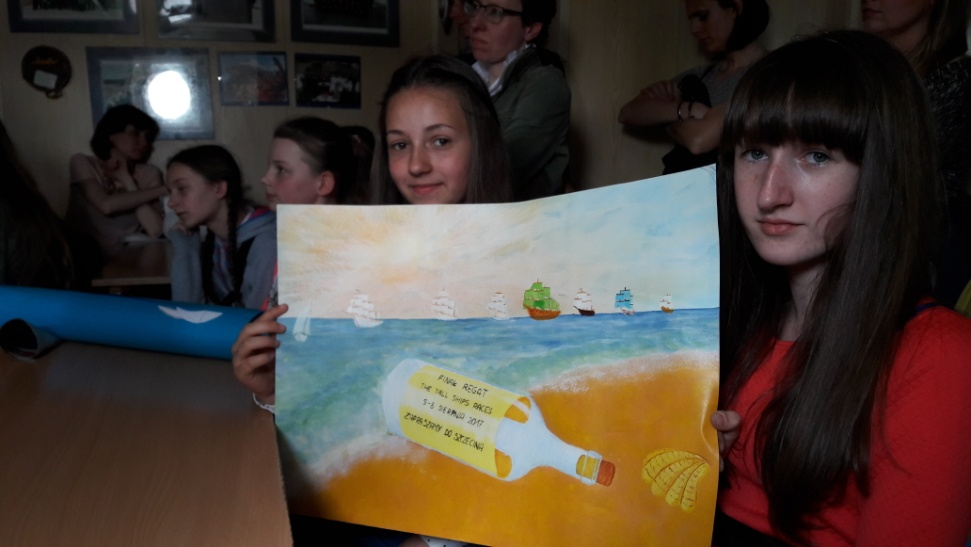 FINAŁ REGAT
THE TALL SHIPS RACES
5-8 SIERPNIA 2017
ZAPRASZAMY DO SZCZECINA